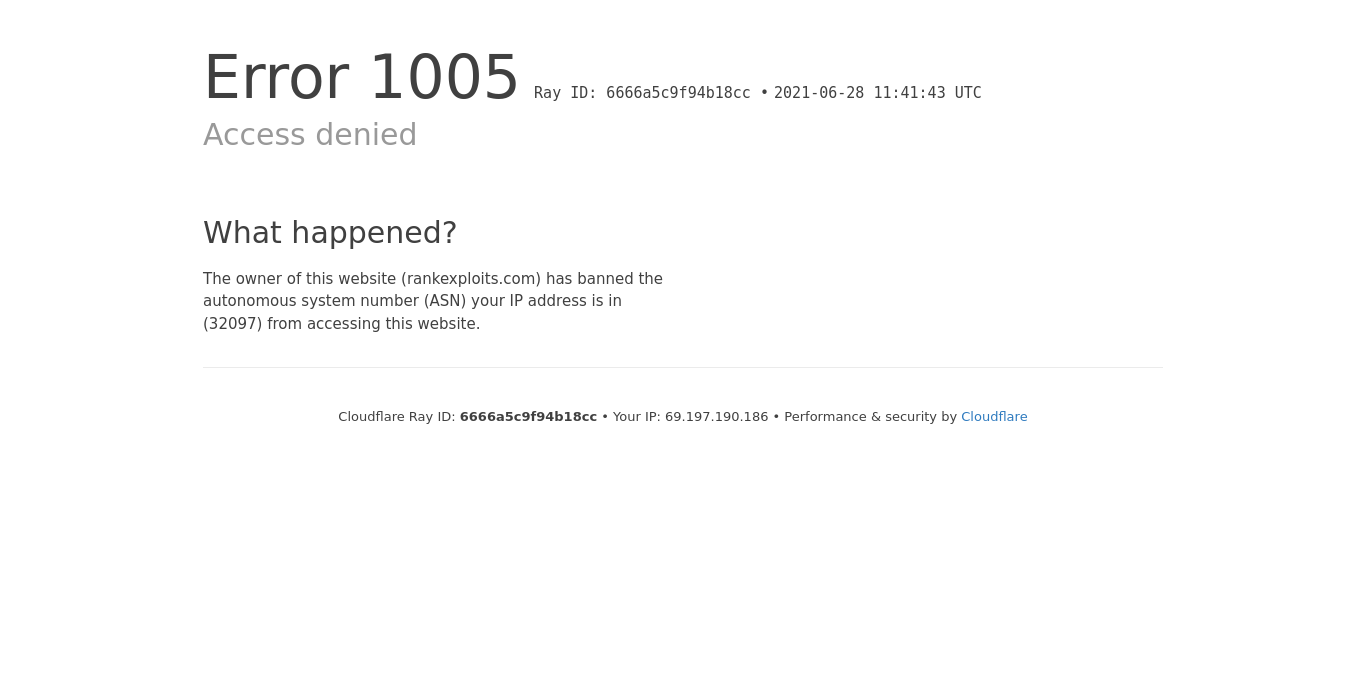 Error 1005 Ray ID: 6666a5c9f94b18cc • 2021-06-28 11:41:43 UTC
Access denied
What happened?
The owner of this website (rankexploits.com) has banned the
autonomous system number (ASN) your IP address is in
(32097) from accessing this website.
Cloudflare Ray ID: 6666a5c9f94b18cc • Your IP: 69.197.190.186 • Performance & security by Cloudflare